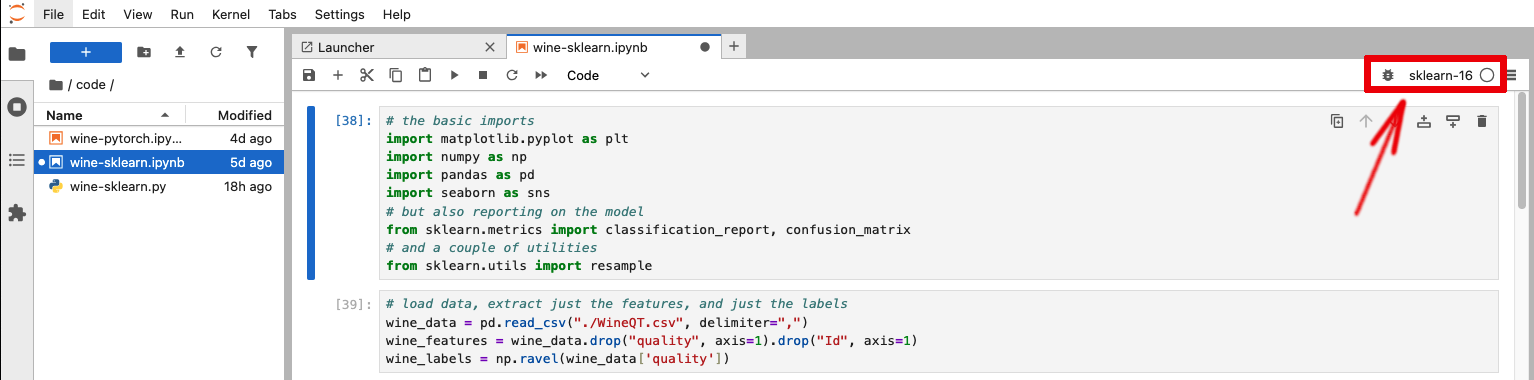 File Edit View Run Kernel Tabs Settings Help
Launcher
wine-sklearn.ipynb
/ code /
Code
sklearn-16
Name Modified
wine-pytorch.ipy... 4d ago
wine-sklearn.ipynb 5d ago
wine-sklearn.py 18h ago
[38]: # the basic imports
import matplotlib.pyplot as plt
import numpy as np
import pandas as pd
import seaborn as sns
# but also reporting on the model
from sklearn.metrics import classification_report, confusion_matrix
# and a couple of utilities
from sklearn.utils import resample
[39]: # load data, extract just the features, and just the labels
wine_data = pd.read_csv("./WineQT.csv", delimiter=",")
wine_features = wine_data.drop("quality", axis=1).drop("Id", axis=1)
wine_labels = np.ravel(wine_data['quality'])